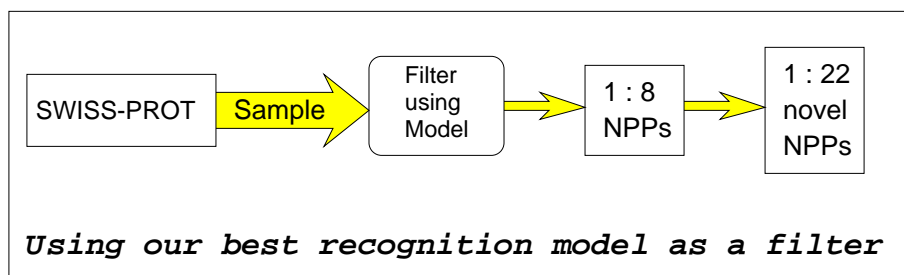 SWISS-PROT
Sample
Filter
using
Model
1 : 8
NPPs
1 : 22
novel
NPPs
Using our best recognition model as a filter